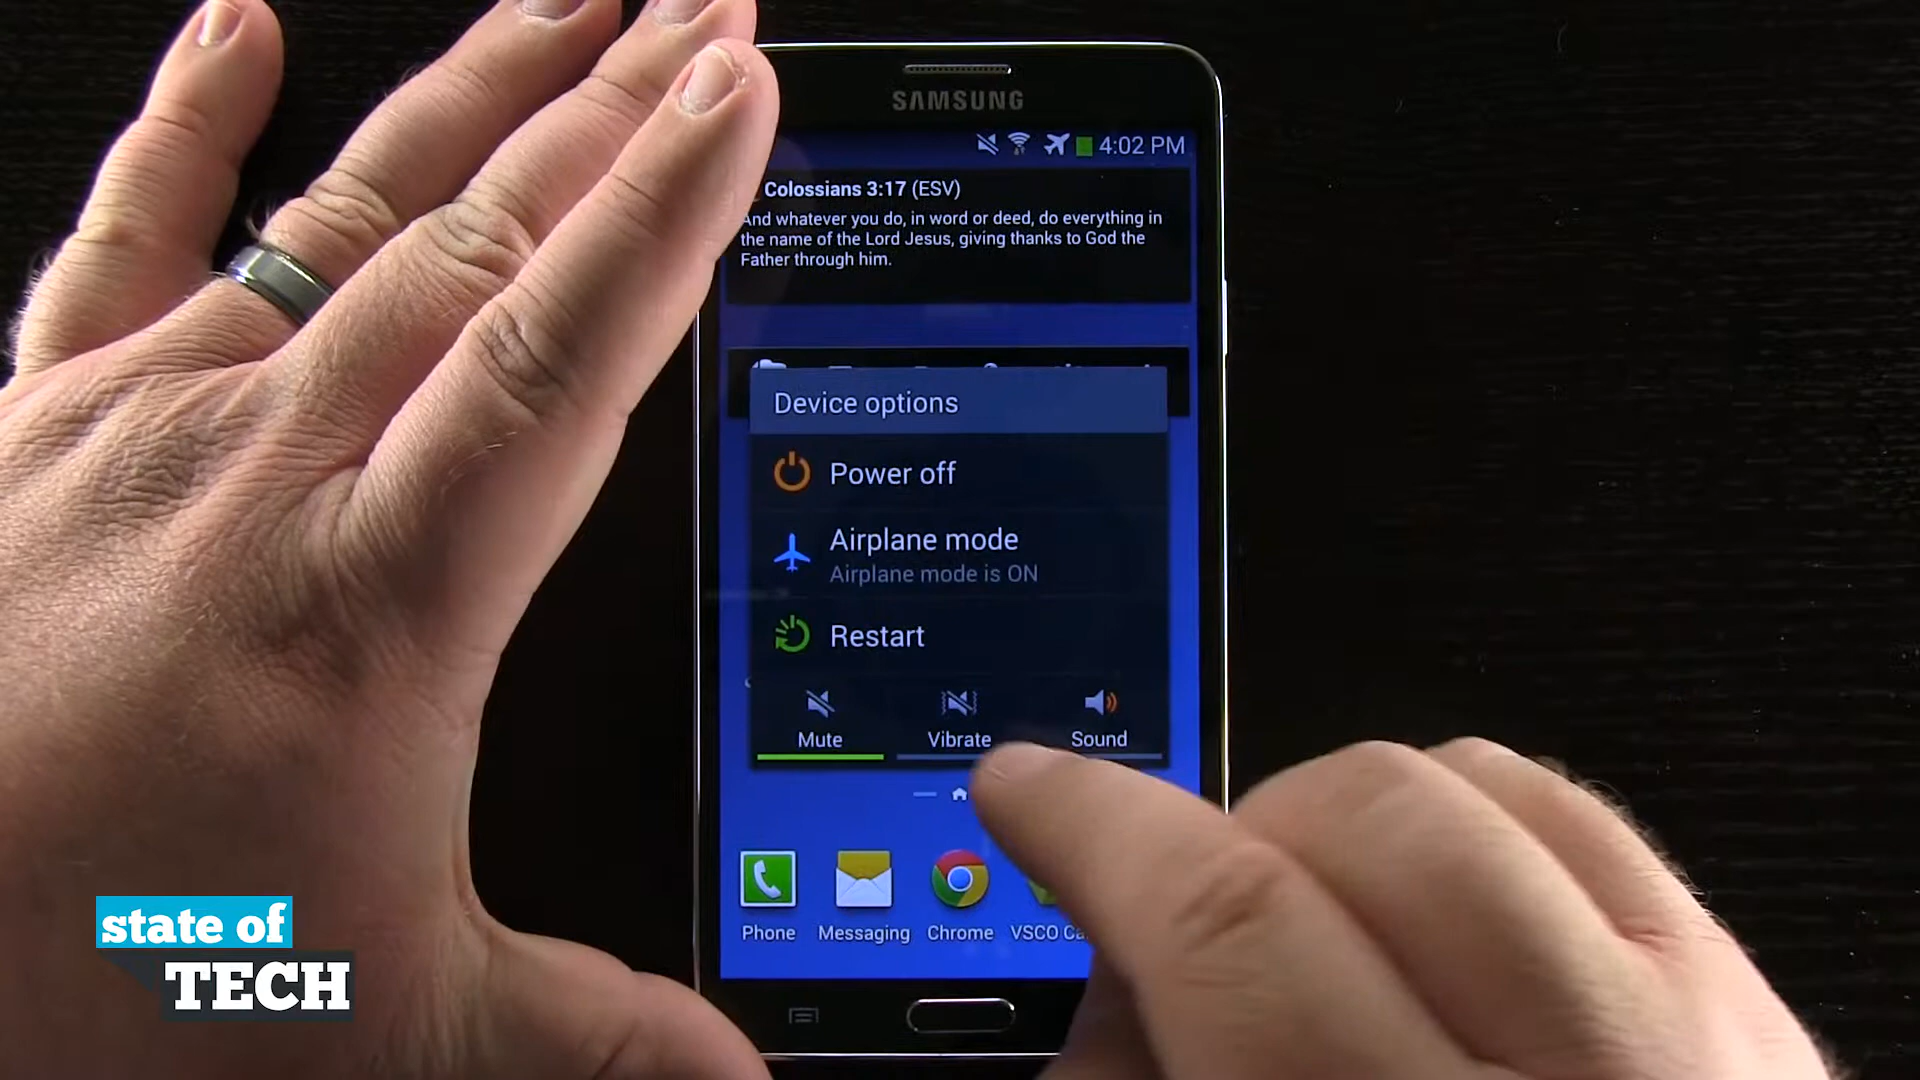 SAMSUNG
4:02 PM
Colossians 3:17 (ESV)
And whatever you do, in word or deed, do everything in
the name of the Lord Jesus, giving thanks to God the
Father through him.
Device options
Power off
Airplane mode
Airplane mode is ON
Restart
Mute Vibrate Sound
Phone Messaging Chrome VSCO
state of
TECH